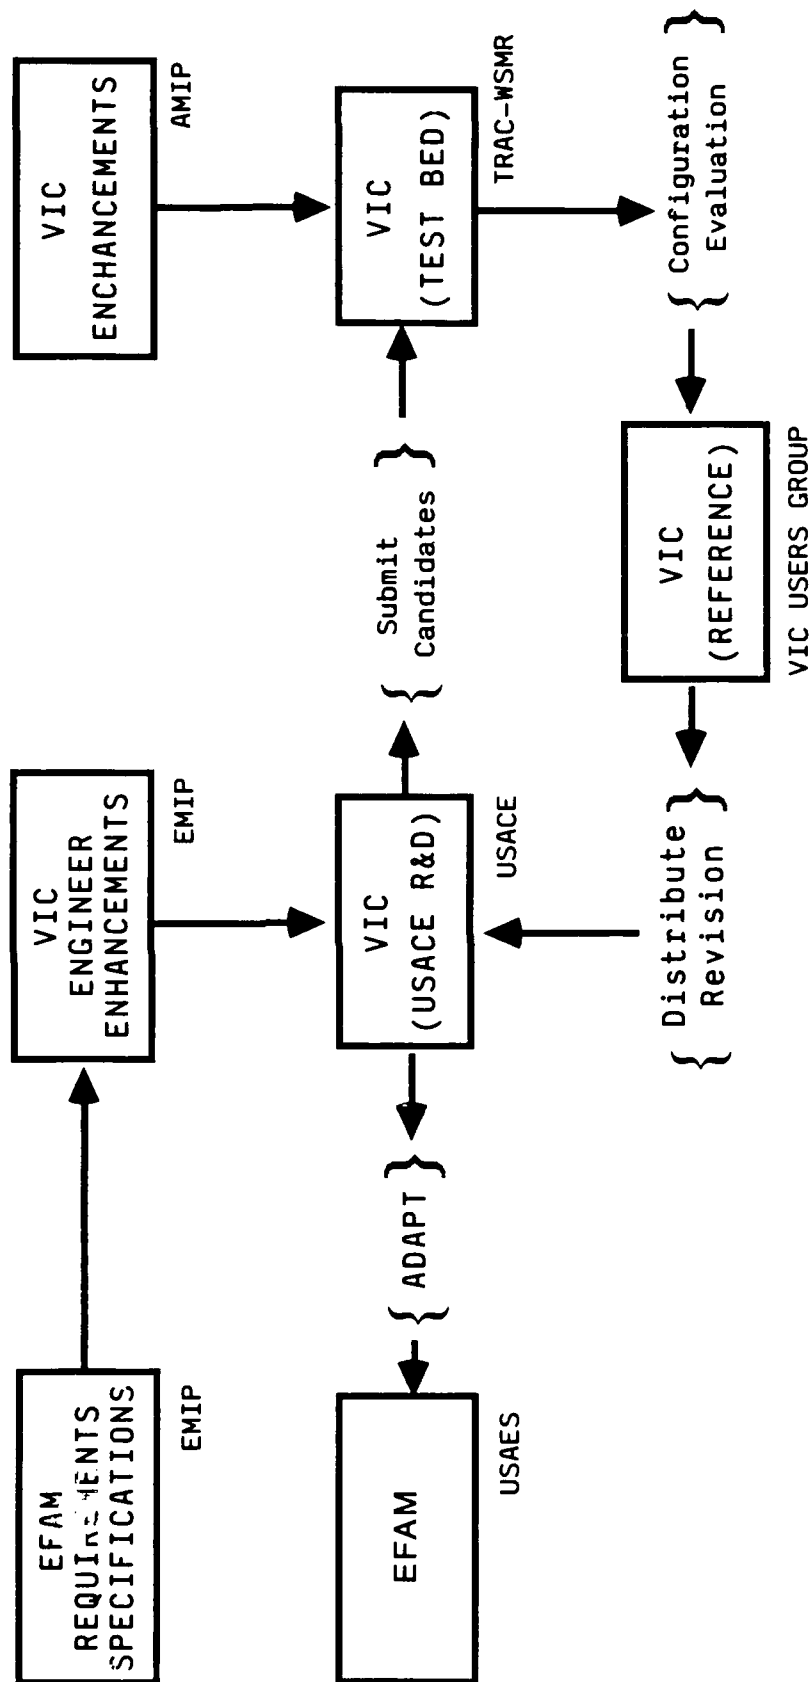 EFAM
REQUIREMENTS
SPECIFICATIONS
EMIP
VIC
ENGINEER
ENHANCEMENTS
EMIP
VIC
ENCHANCEMENTS
AMIP
EFAM
USAES
{ ADAPT }
VIC
(USACE R&D)
USACE
{ Submit
Candidates }
VIC
(TEST BED)
TRAC-WSMR
{ Distribute
Revision }
VIC
(REFERENCE)
VIC USERS GROUP
{ Configuration
Evaluation }